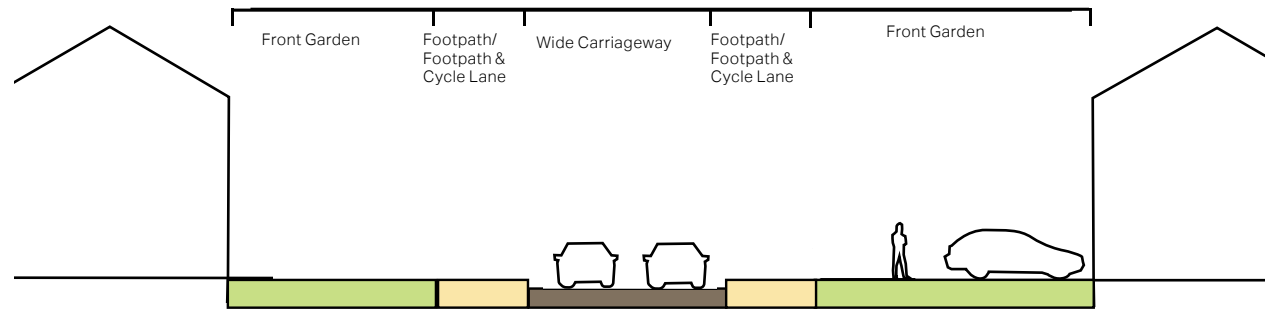 Front Garden
Footpath/
Footpath &
Cycle Lane
Wide Carriageway
Footpath/
Footpath &
Cycle Lane
Front Garden